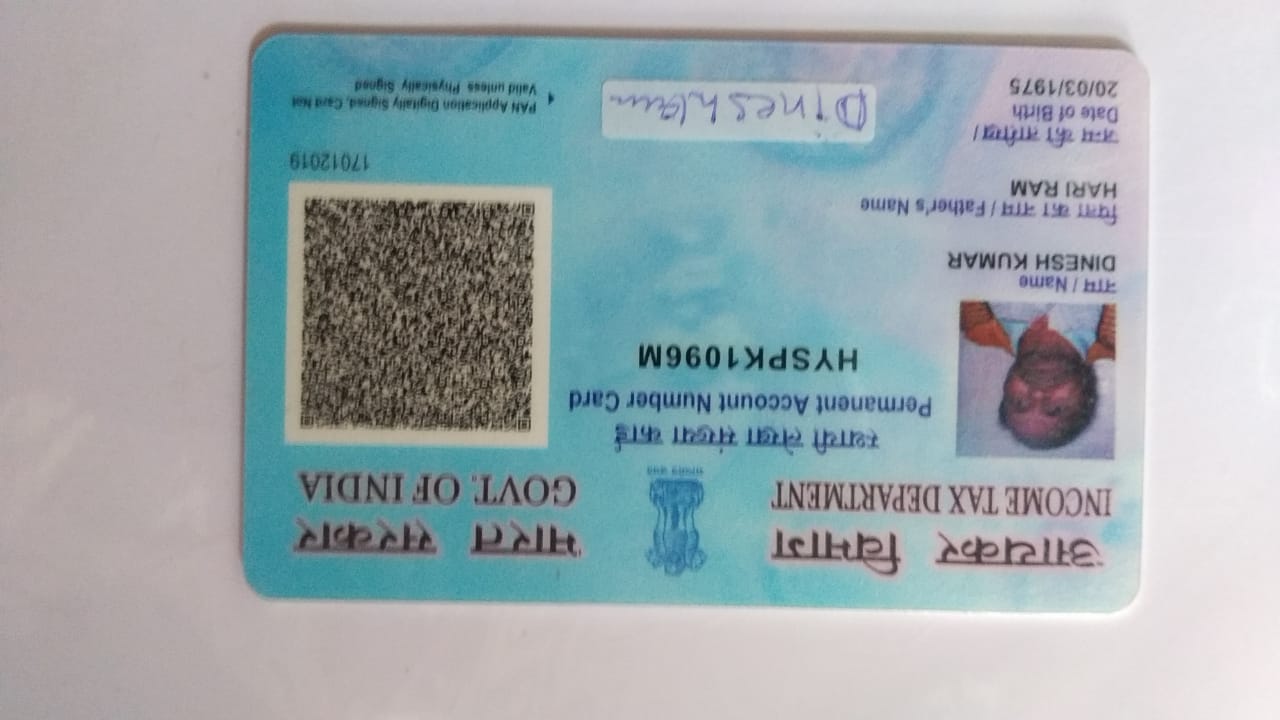 आयकर विभाग
INCOME TAX DEPARTMENT
भारत सरकार
GOVT. OF INDIA
सत्यमेव जयते
स्थायी लेखा संख्या कार्ड
Permanent Account Number Card
HYSPK1096M
नाम / Name
DINESH KUMAR
पिता का नाम / Father's Name
HARI RAM
जन्म की तारीख /
Date of Birth
20/03/1975
Dinesh Kumar
17012019
PAN Application Digitally Signed, Card Not
Valid unless Physically Signed